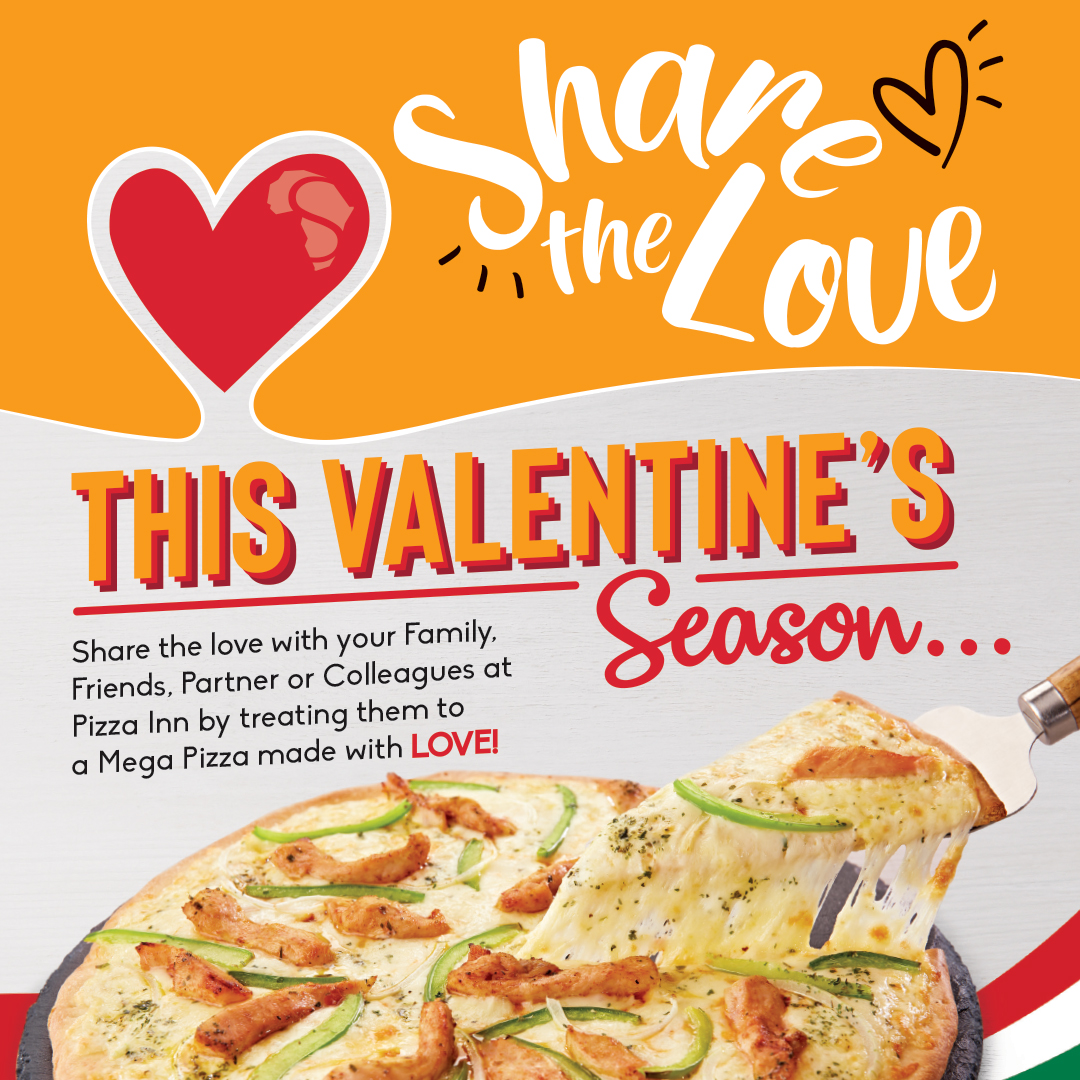 Share
the Love
THIS VALENTINE'S
Season...
Share the love with your Family,
Friends, Partner or Colleagues at
Pizza Inn by treating them to
a Mega Pizza made with LOVE!